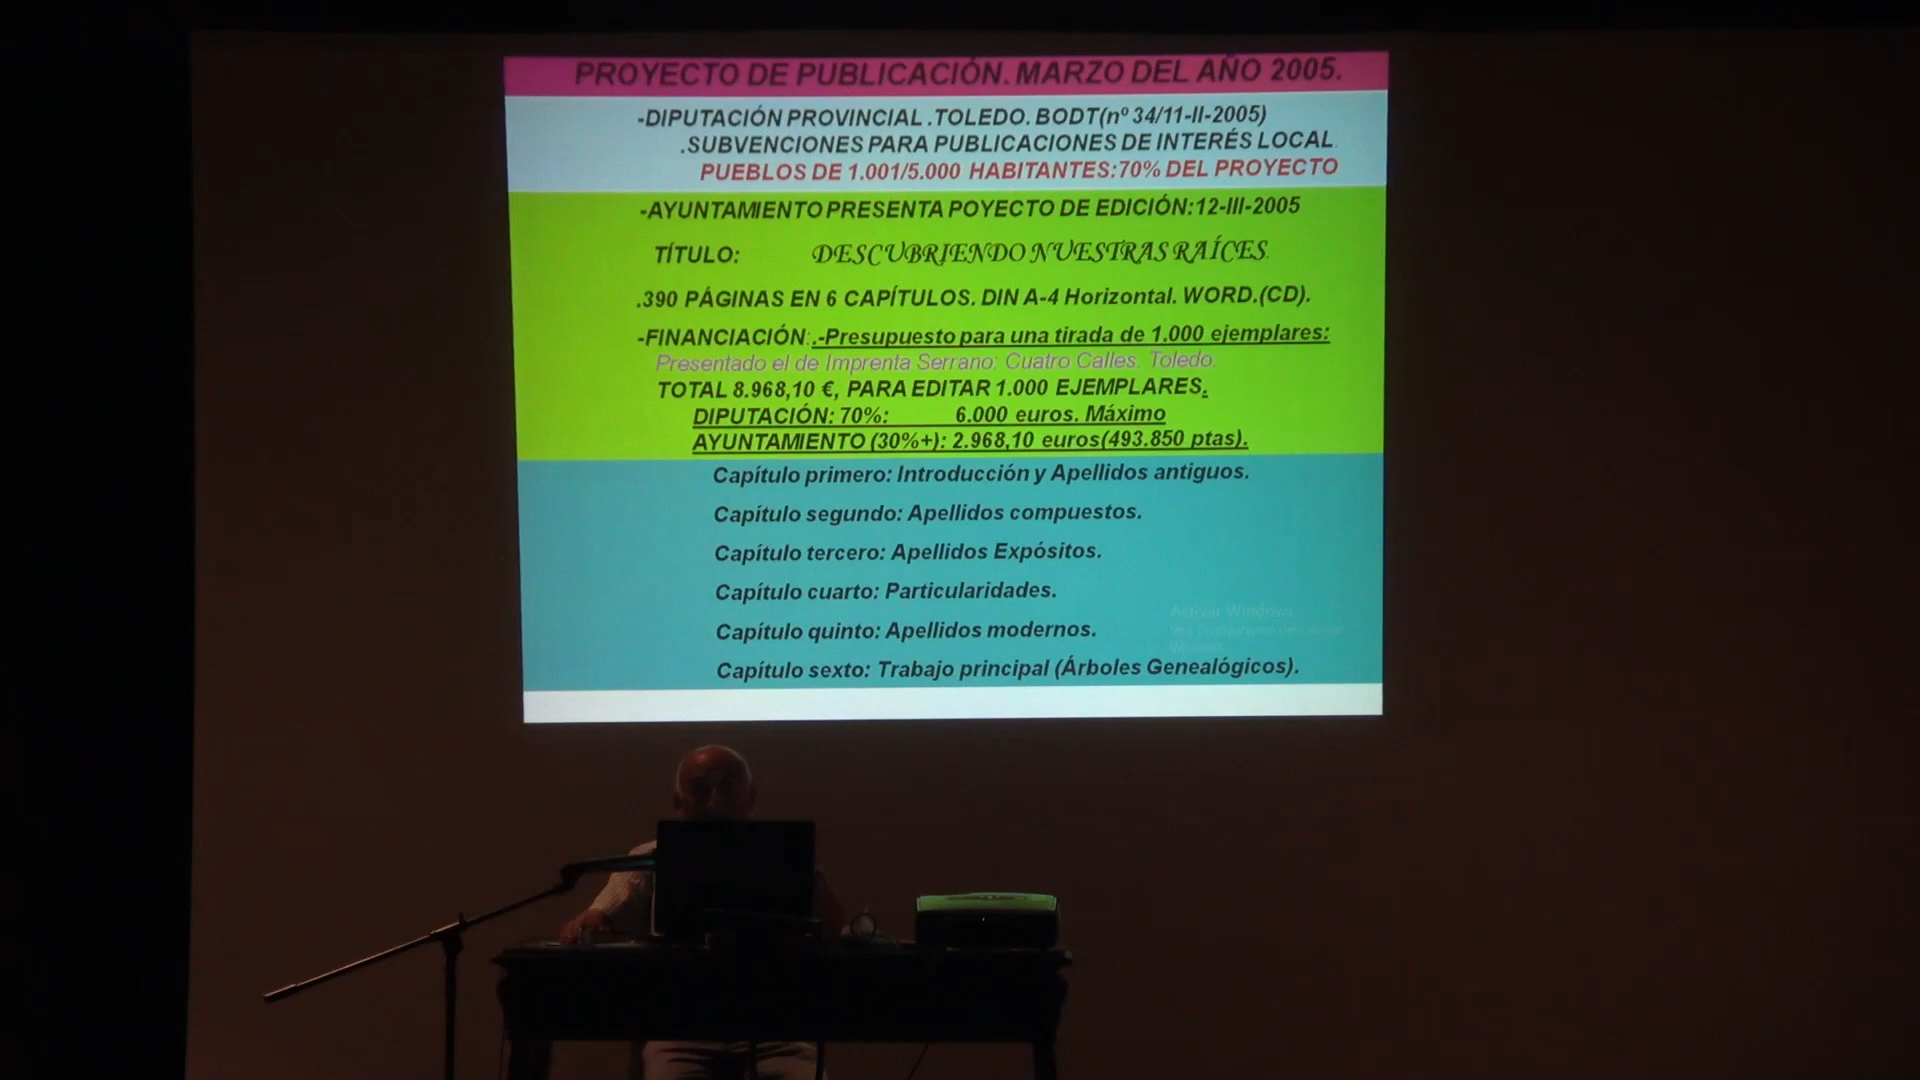 PROYECTO DE PUBLICACIÓN. MARZO DEL AÑO 2005.
-DIPUTACIÓN PROVINCIAL .TOLEDO. BODT(nº 34/11-II-2005)
.SUBVENCIONES PARA PUBLICACIONES DE INTERÉS LOCAL.
PUEBLOS DE 1.001/5.000 HABITANTES:70% DEL PROYECTO
-AYUNTAMIENTO PRESENTA POYECTO DE EDICIÓN:12-III-2005
TÍTULO: DESCUBRIENDO NUESTRAS RAÍCES.
.390 PÁGINAS EN 6 CAPÍTULOS. DIN A-4 Horizontal. WORD.(CD).
-FINANCIACIÓN:.-Presupuesto para una tirada de 1.000 ejemplares:
Presentado el de Imprenta Serrano: Cuatro Calles. Toledo.
TOTAL 8.968,10 €, PARA EDITAR 1.000 EJEMPLARES.
DIPUTACIÓN: 70%: 6.000 euros. Máximo
AYUNTAMIENTO (30%+): 2.968,10 euros(493.850 ptas).
Capítulo primero: Introducción y Apellidos antiguos.
Capítulo segundo: Apellidos compuestos.
Capítulo tercero: Apellidos Expósitos.
Capítulo cuarto: Particularidades.
Activar Windows
Capítulo quinto: Apellidos modernos.
Windows.
Capítulo sexto: Trabajo principal (Árboles Genealógicos).